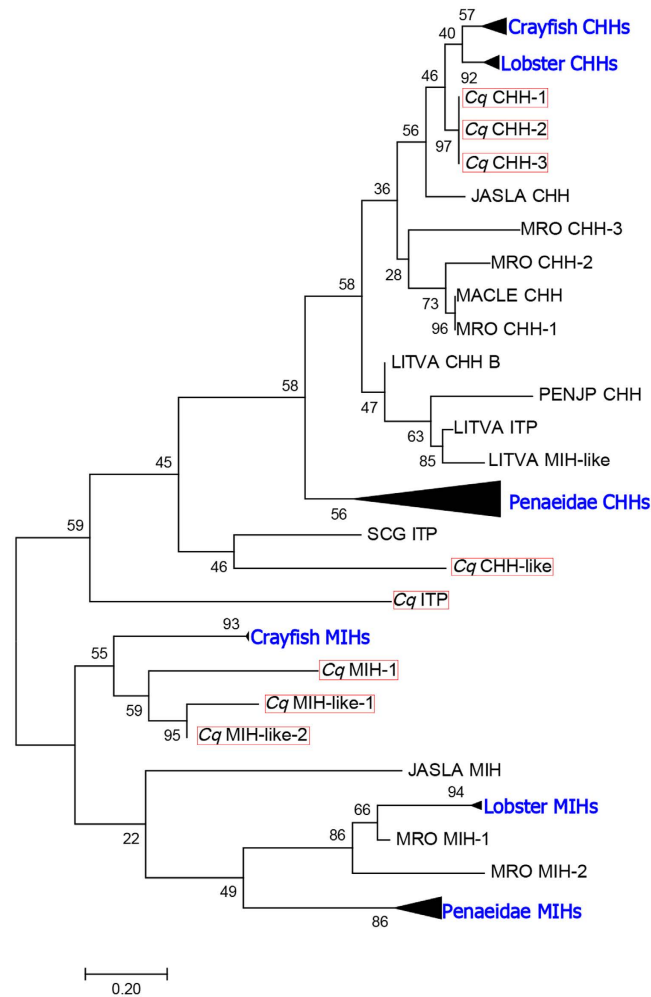 57
Crayfish CHHs
40
Lobster CHHs
46
92
Cq CHH-1
56
Cq CHH-2
97
Cq CHH-3
36
JASLA CHH
MRO CHH-3
28
MRO CHH-2
58
73
MACLE CHH
96
MRO CHH-1
LITVA CHH B
58
47
PENJP CHH
63
LITVA ITP
85
LITVA MIH-like
45
Penaeidae CHHs
56
59
SCG ITP
46
Cq CHH-like
Cq ITP
93
Crayfish MIHs
55
Cq MIH-1
59
Cq MIH-like-1
95
Cq MIH-like-2
JASLA MIH
94
66
Lobster MIHs
22
86
MRO MIH-1
MRO MIH-2
49
86
Penaeidae MIHs
0.20